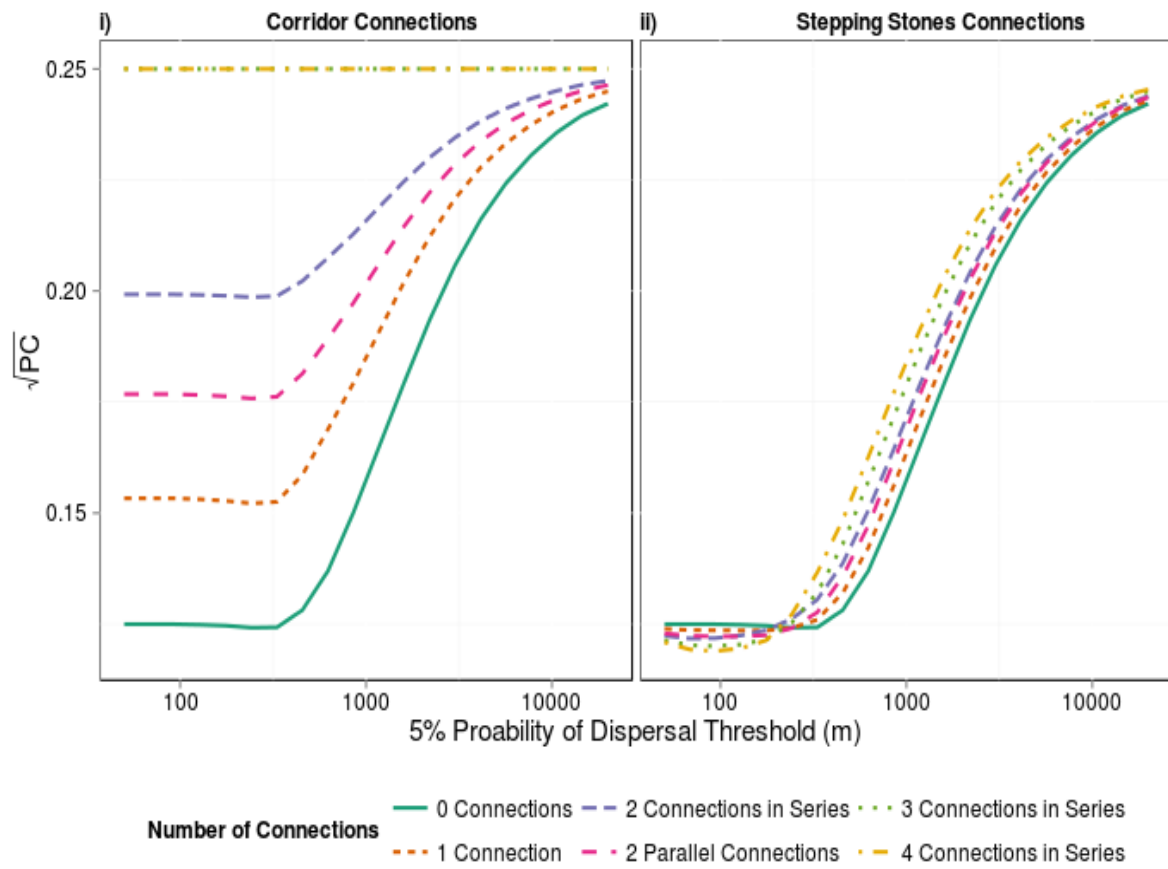 i) Corridor Connections
ii) Stepping Stones Connections
0.25
0.20
0.15
√PC
100 1000 10000
100 1000 10000
5% Proability of Dispersal Threshold (m)
Number of Connections
0 Connections 2 Connections in Series 3 Connections in Series
1 Connection 2 Parallel Connections 4 Connections in Series